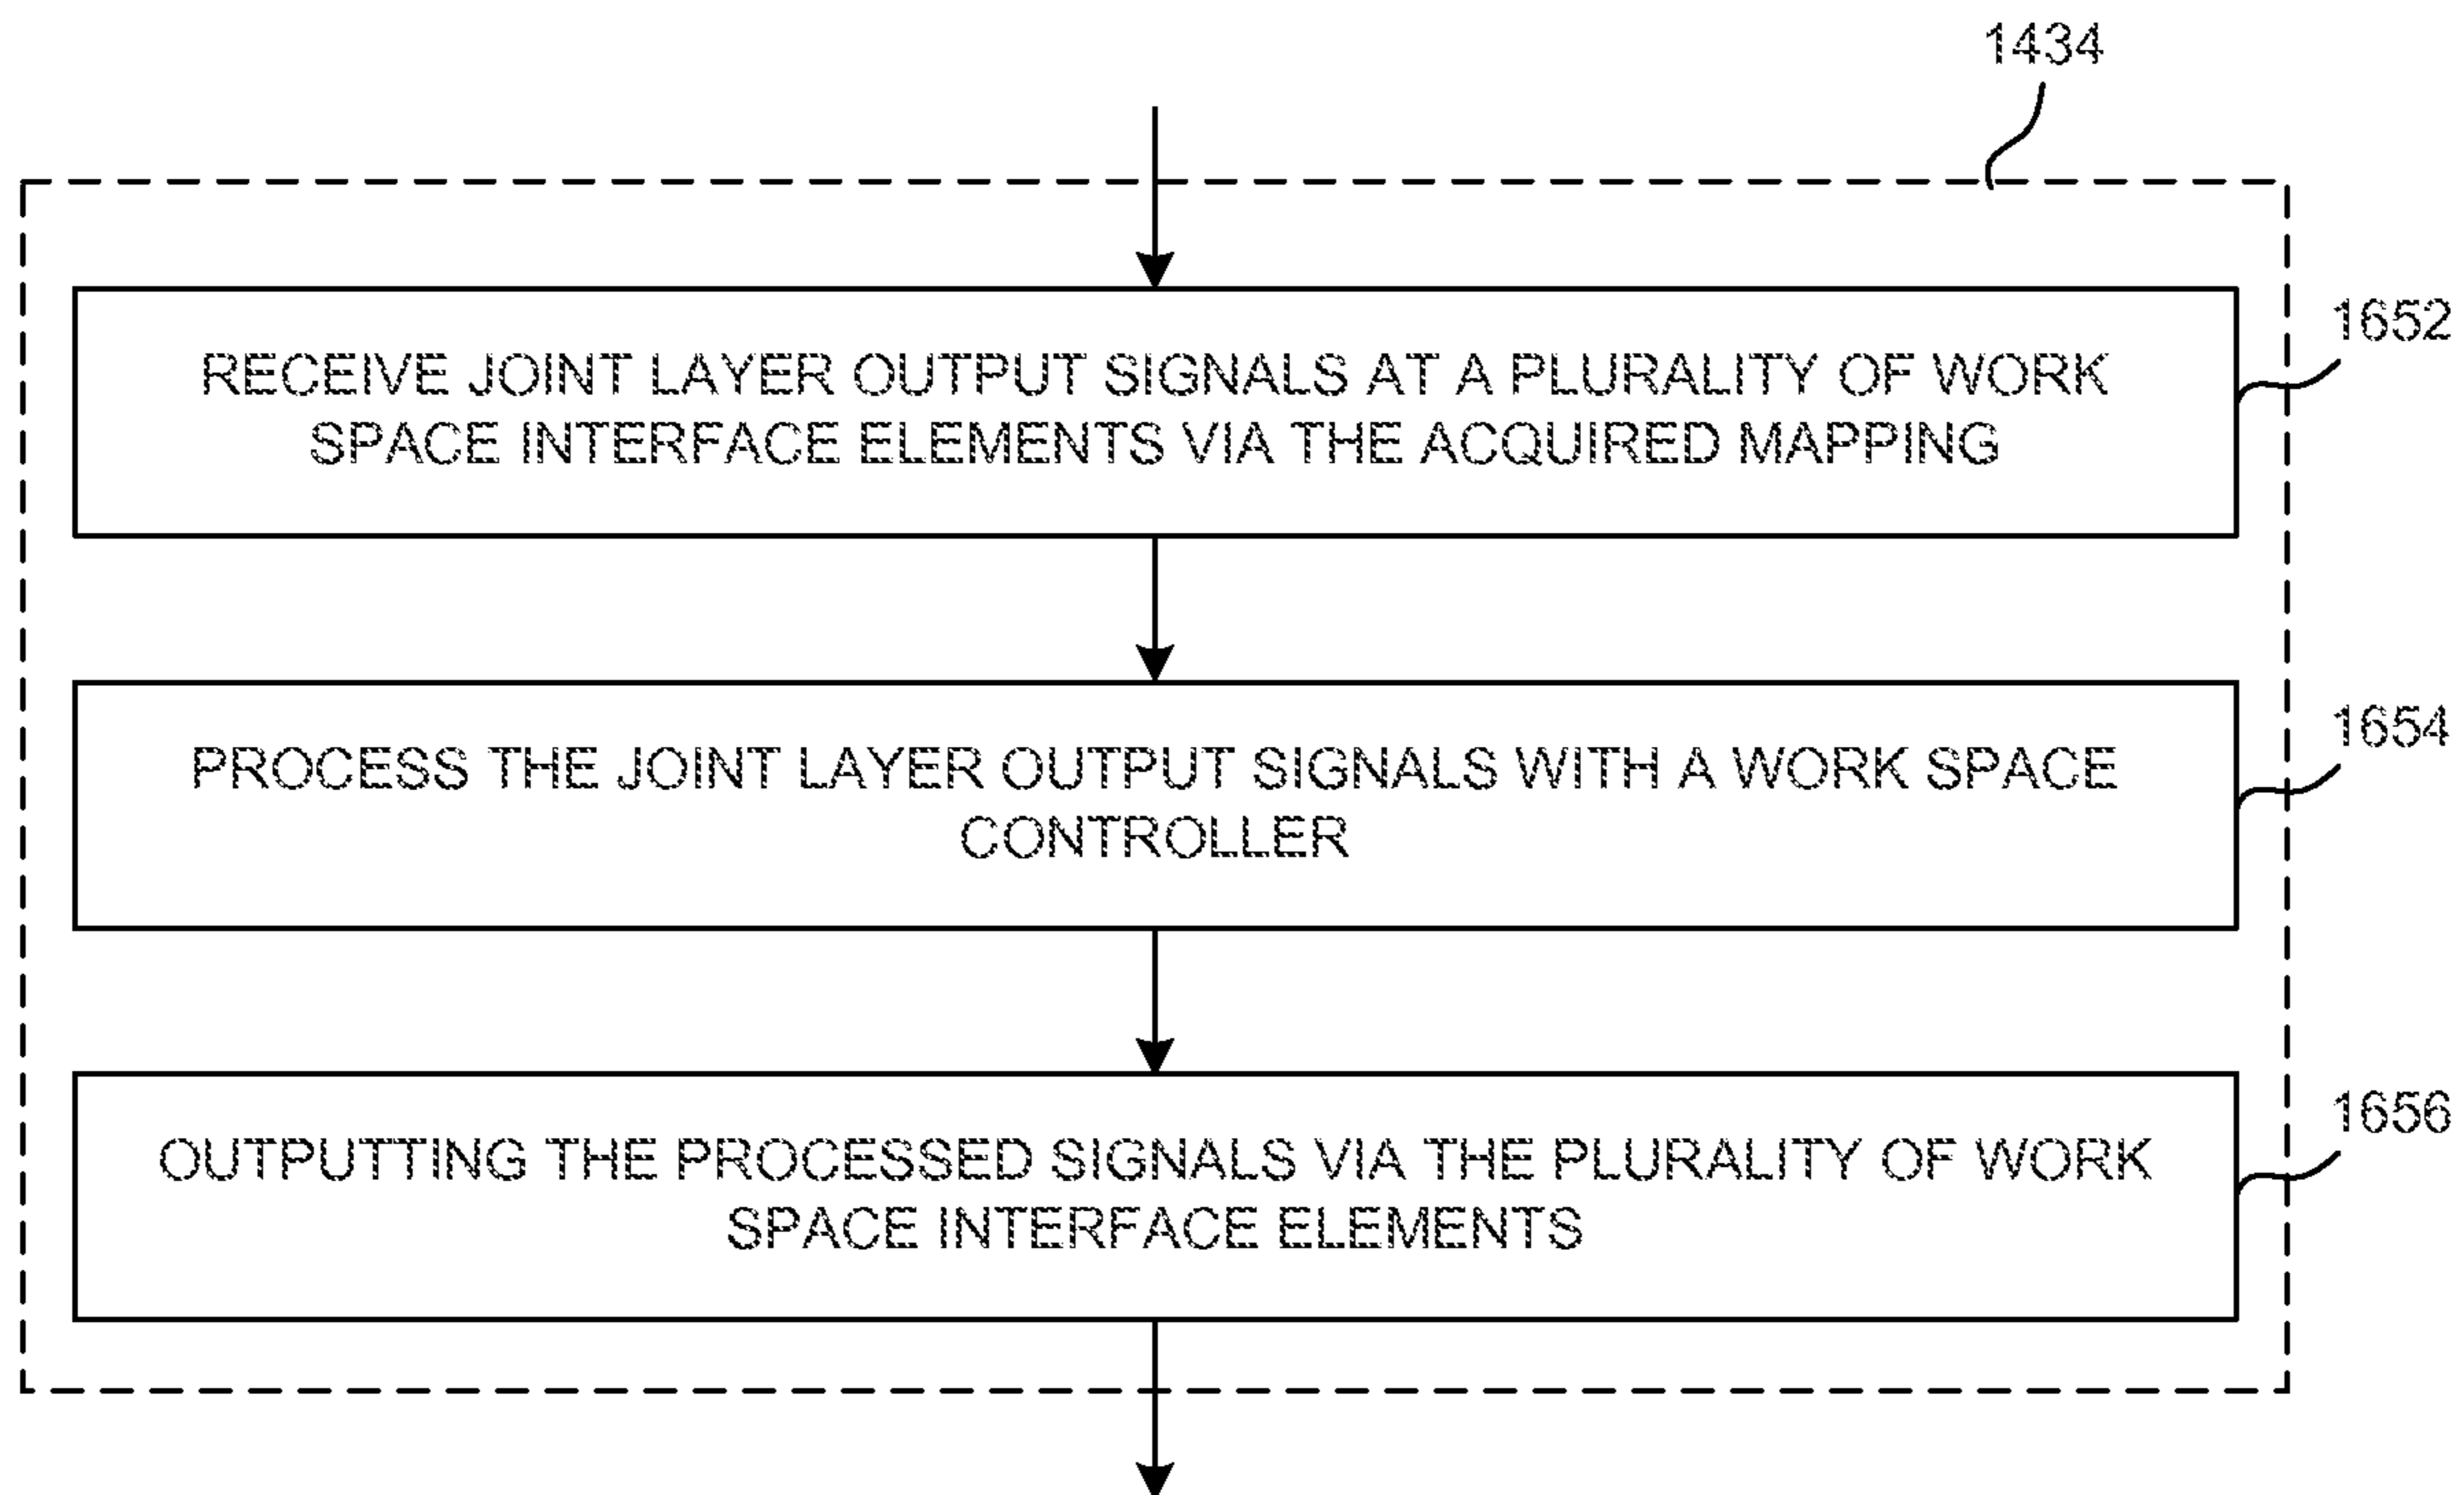 1434
RECEIVE JOINT LAYER OUTPUT SIGNALS AT A PLURALITY OF WORK
SPACE INTERFACE ELEMENTS VIA THE ACQUIRED MAPPING
1652
PROCESS THE JOINT LAYER OUTPUT SIGNALS WITH A WORK SPACE
CONTROLLER
1654
OUTPUTTING THE PROCESSED SIGNALS VIA THE PLURALITY OF WORK
SPACE INTERFACE ELEMENTS
1656